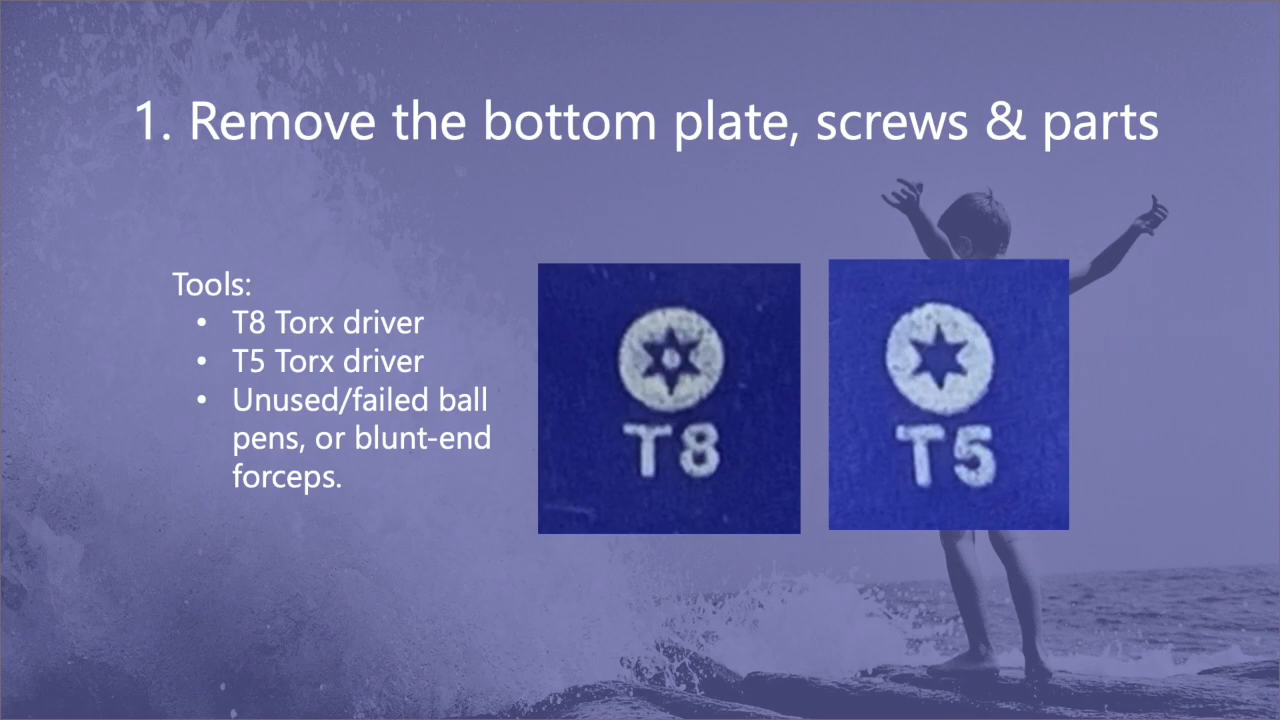 1. Remove the bottom plate, screws & parts
Tools:
• T8 Torx driver
• T5 Torx driver
• Unused/failed ball
pens, or blunt-end
forceps.
T8
T5